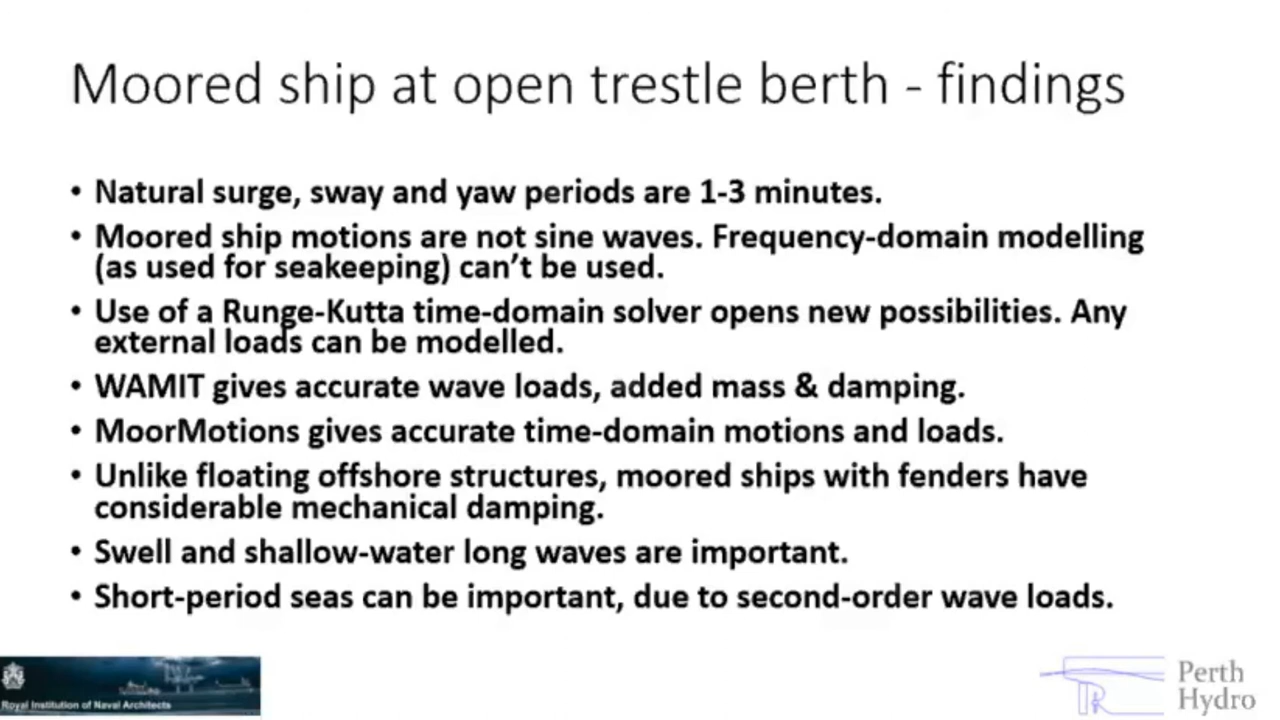 Moored ship at open trestle berth - findings
• Natural surge, sway and yaw periods are 1-3 minutes.
• Moored ship motions are not sine waves. Frequency-domain modelling
(as used for seakeeping) can't be used.
• Use of a Runge-Kutta time-domain solver opens new possibilities. Any
external loads can be modelled.
• WAMIT gives accurate wave loads, added mass & damping.
• MoorMotions gives accurate time-domain motions and loads.
• Unlike floating offshore structures, moored ships with fenders have
considerable mechanical damping.
• Swell and shallow-water long waves are important.
• Short-period seas can be important, due to second-order wave loads.
Royal Institution of Naval Architects
Perth
Hydro